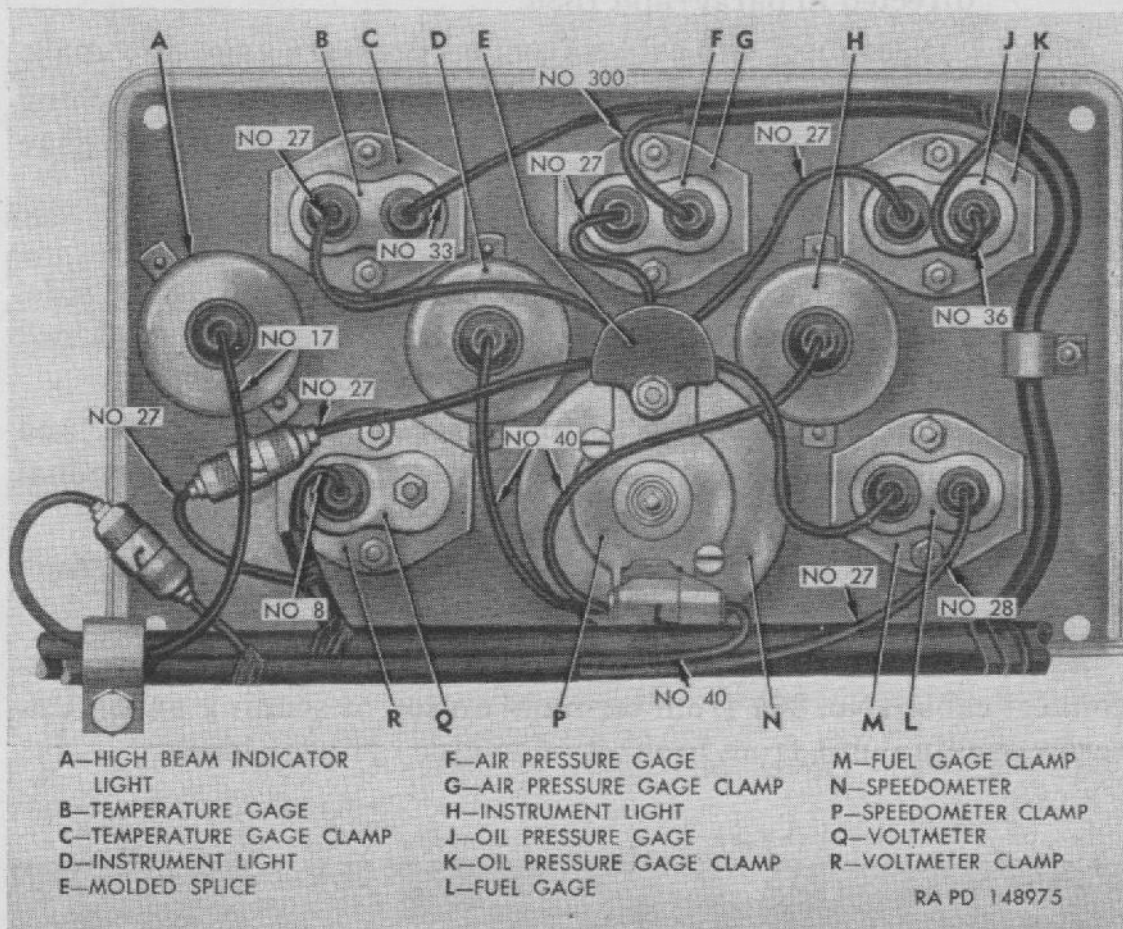 A B C D E F G H J K
NO 300
NO 27
NO 27
NO 27
NO 33
NO 36
NO 17
NO 27
NO 27
NO 40
NO 27
NO 8
NO 28
NO 40
R Q P N M L
A—HIGH BEAM INDICATOR
LIGHT
B—TEMPERATURE GAGE
C—TEMPERATURE GAGE CLAMP
D—INSTRUMENT LIGHT
E—MOLDED SPLICE
F—AIR PRESSURE GAGE
G—AIR PRESSURE GAGE CLAMP
H—INSTRUMENT LIGHT
J—OIL PRESSURE GAGE
K—OIL PRESSURE GAGE CLAMP
L—FUEL GAGE
M—FUEL GAGE CLAMP
N—SPEEDOMETER
P—SPEEDOMETER CLAMP
Q—VOLTMETER
R—VOLTMETER CLAMP
RA PD 148975